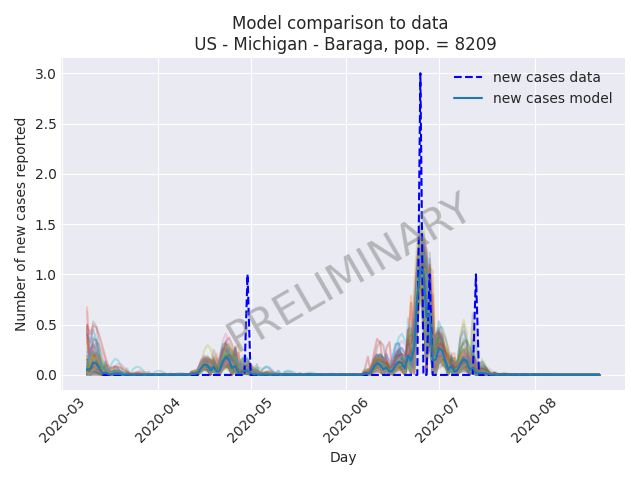 Model comparison to data
US - Michigan - Baraga, pop. = 8209
new cases data
new cases model
Number of new cases reported
3.0
2.5
2.0
1.5
1.0
0.5
0.0
PRELIMINARY
2020-03
2020-04
2020-05
2020-06
2020-07
2020-08
Day